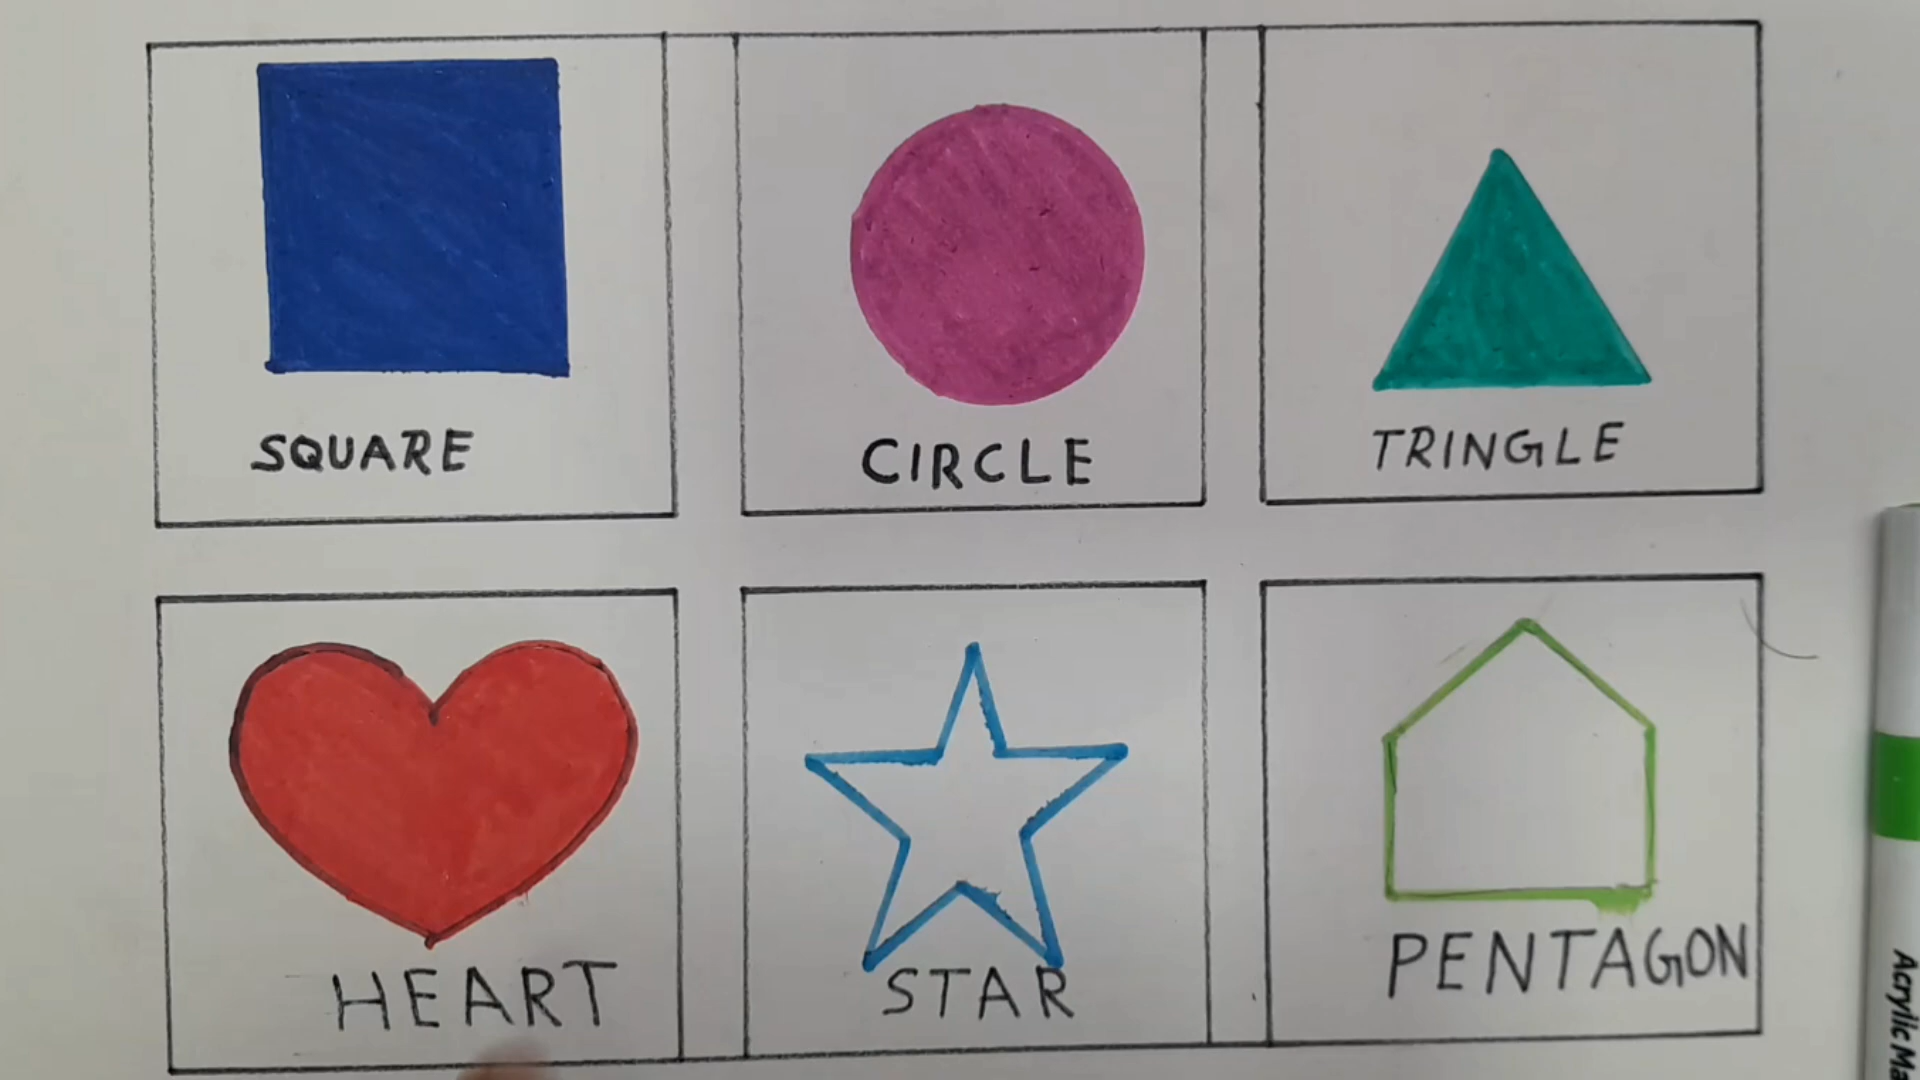 SQUARE
CIRCLE
TRINGLE
HEART
STAR
PENTAGON
Acrylic Ma